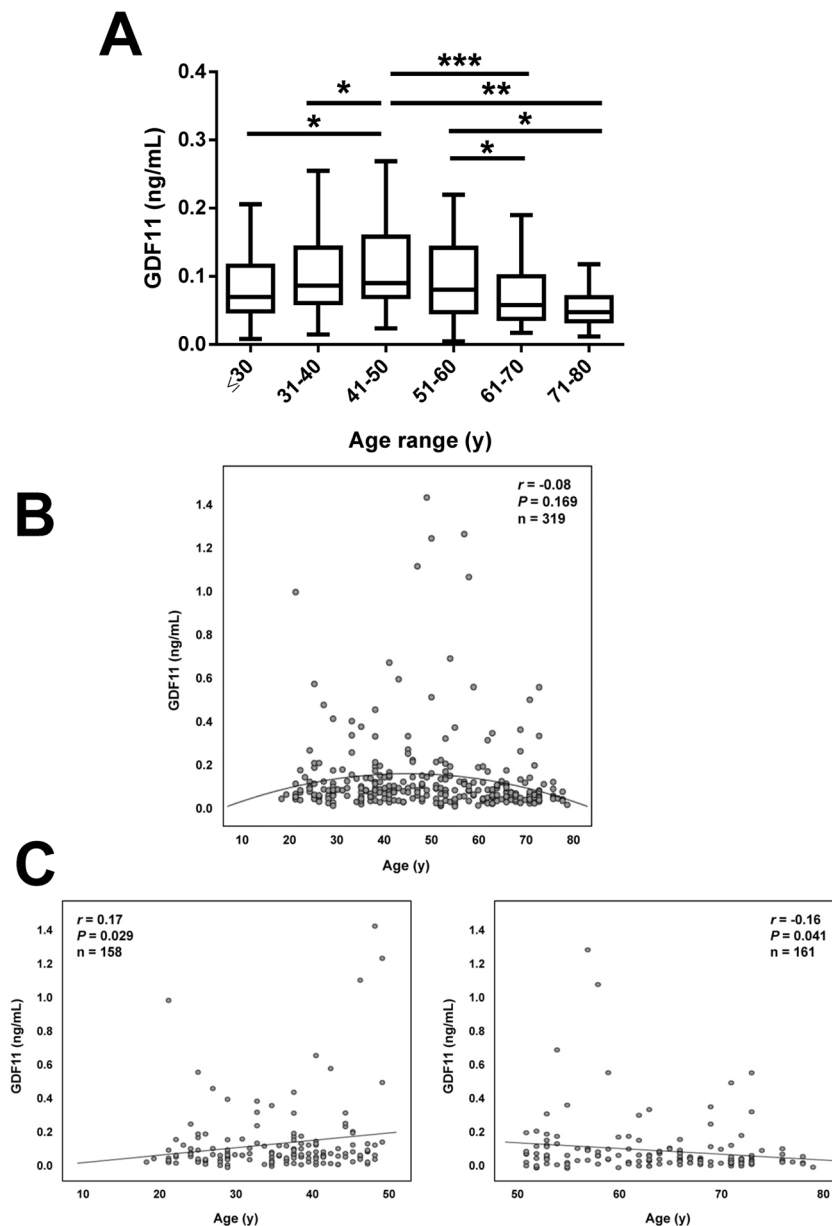 A
***
* **
* *
*
0.4
0.3
0.2
0.1
0.0
GDF11 (ng/mL)
≤30 31-40 41-50 51-60 61-70 71-80
Age range (y)
B
r = -0.08
P = 0.169
n = 319
1.4
1.2
1.0
0.8
0.6
0.4
0.2
0.0
GDF11 (ng/mL)
10 20 30 40 50 60 70 80
Age (y)
C
r = 0.17
P = 0.029
n = 158
1.4
1.2
1.0
0.8
0.6
0.4
0.2
0.0
GDF11 (ng/mL)
10 20 30 40 50
Age (y)
r = -0.16
P = 0.041
n = 161
1.4
1.2
1.0
0.8
0.6
0.4
0.2
0.0
GDF11 (ng/mL)
50 60 70 80
Age (y)